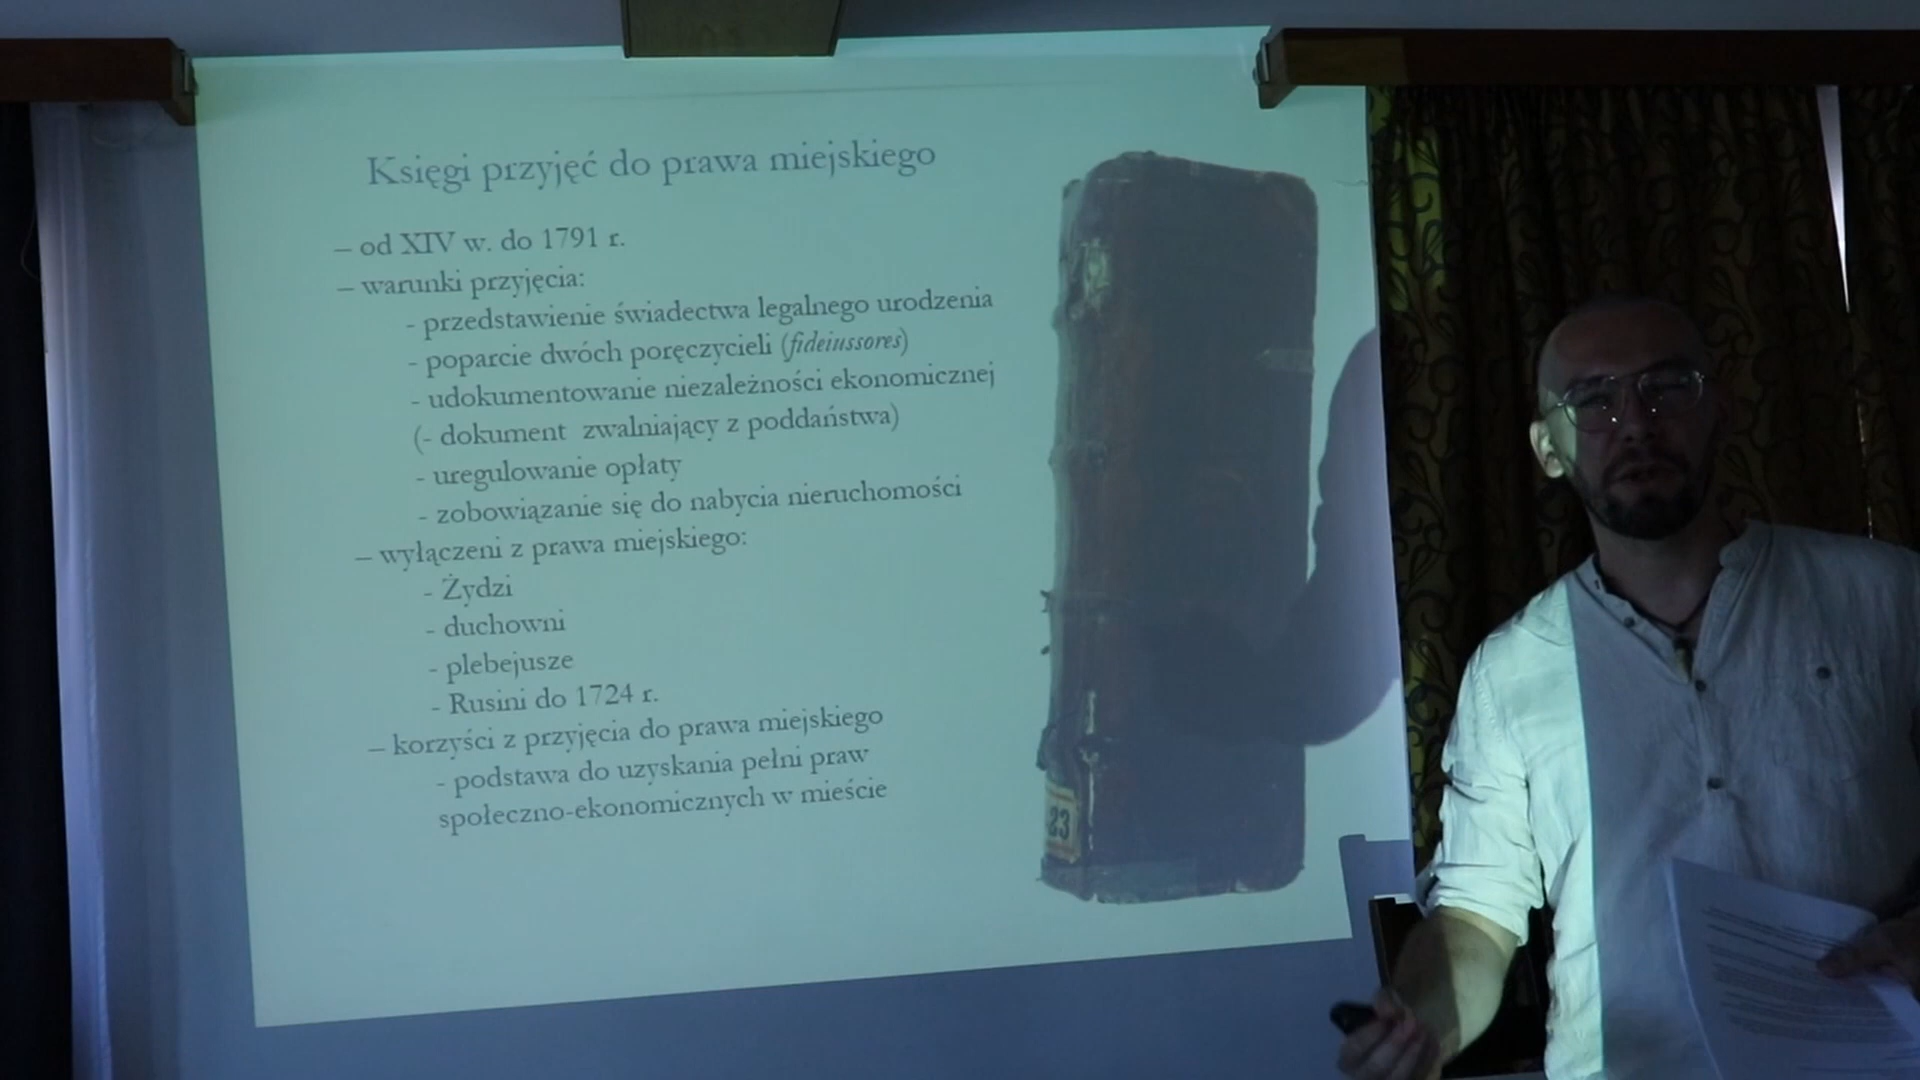 Księgi przyjęć do prawa miejskiego
– od XIV w. do 1791 r.
– warunki przyjęcia:
- przedstawienie świadectwa legalnego urodzenia
- poparcie dwóch poręczycieli (fideiussores)
- udokumentowanie niezależności ekonomicznej
(- dokument zwalniający z poddaństwa)
- uregulowanie opłaty
- zobowiązanie się do nabycia nieruchomości
– wyłączeni z prawa miejskiego:
- Żydzi
- duchowni
- plebejusze
- Rusini do 1724 r.
– korzyści z przyjęcia do prawa miejskiego
- podstawa do uzyskania pełni praw
społeczno-ekonomicznych w mieście
23